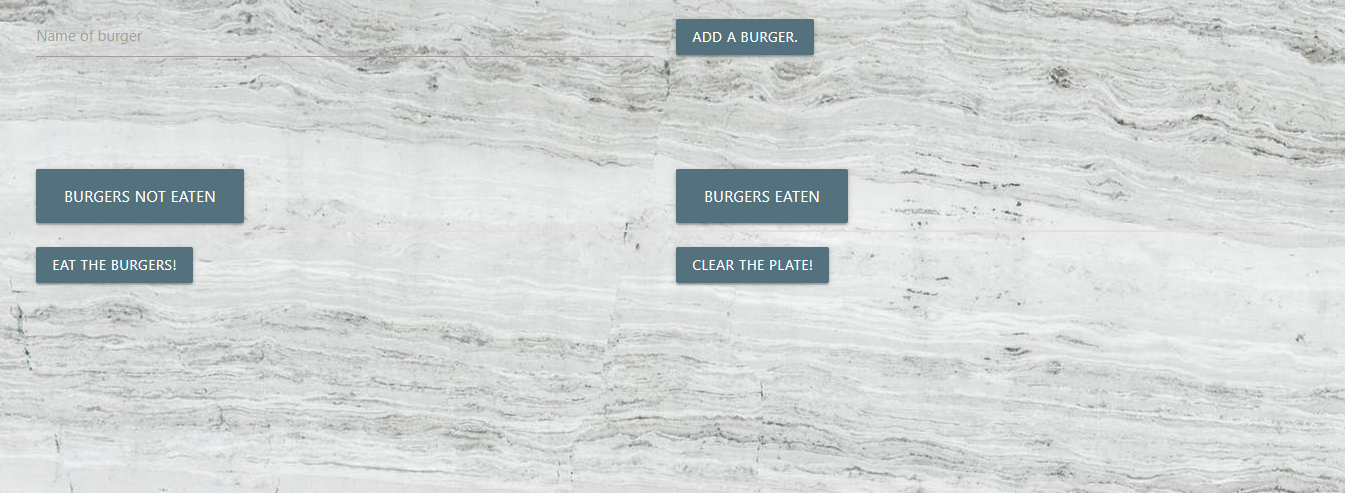 Name of burger
ADD A BURGER.
BURGERS NOT EATEN
BURGERS EATEN
EAT THE BURGERS!
CLEAR THE PLATE!